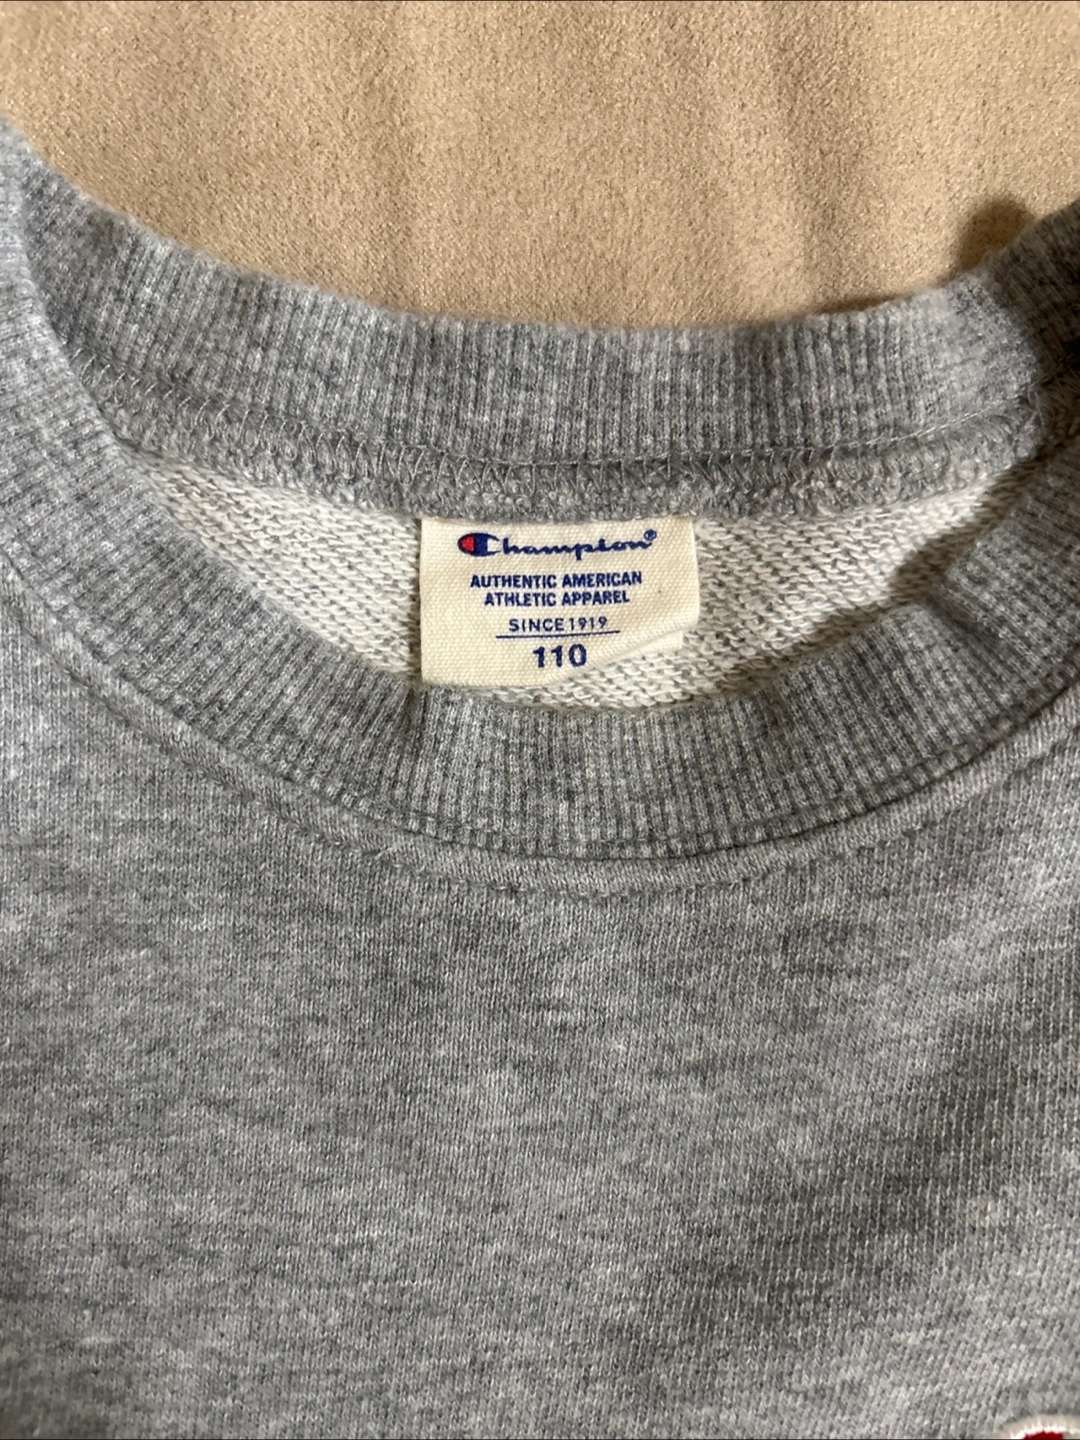 Champion®
AUTHENTIC AMERICAN
ATHLETIC APPAREL
SINCE 1919
110